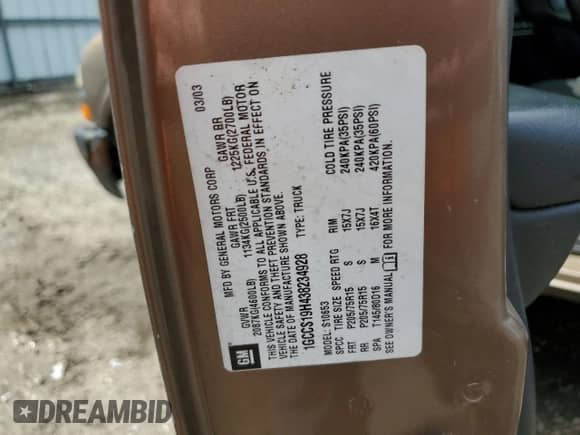 GM
MFD BY GENERAL MOTORS CORP 03/03
GVWR GAWR FRT GAWR RR
2087KG(4600LB) 1134KG(2500LB) 1225KG(2700LB)
THIS VEHICLE CONFORMS TO ALL APPLICABLE U.S. FEDERAL MOTOR
VEHICLE SAFETY AND THEFT PREVENTION STANDARDS IN EFFECT ON
THE DATE OF MANUFACTURE SHOWN ABOVE.
1GCCS19H438234928 TYPE: TRUCK
MODEL: S10653
SPCC TIRE SIZE SPEED RTG RIM COLD TIRE PRESSURE
FRT P205/75R15 S 15X7J 240KPA(35PSI)
RR P205/75R15 S 15X7J 240KPA(35PSI)
SPA T145/80D16 M 16X4T 420KPA(60PSI)
SEE OWNER'S MANUAL FOR MORE INFORMATION.
DREAMBID